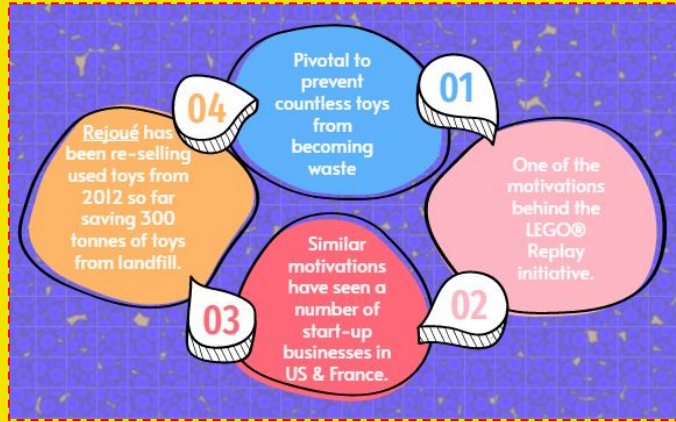 01
Pivotal to
prevent
countless toys
from
becoming
waste
02
One of the
motivations
behind the
LEGO®
Replay
initiative.
03
Similar
motivations
have seen a
number of
start-up
businesses in
US & France.
04
Rejoué has
been re-selling
used toys from
2012 so far
saving 300
tonnes of toys
from landfill.